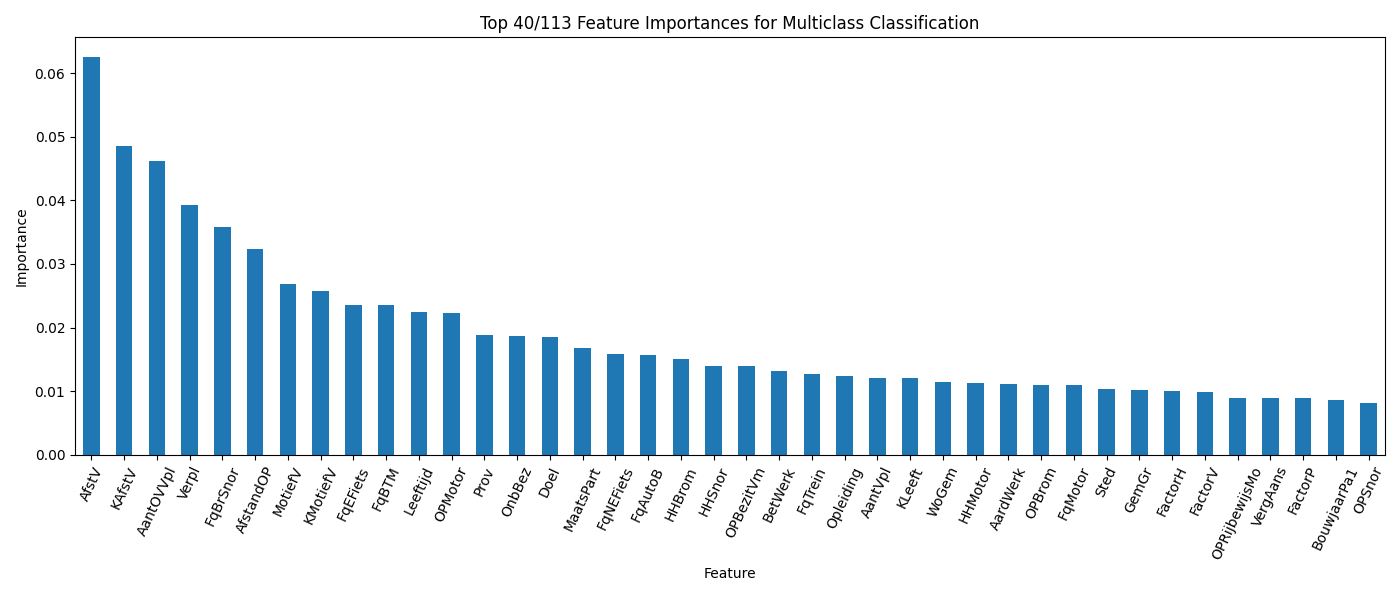 Top 40/113 Feature Importances for Multiclass Classification
Importance
0.06
0.05
0.04
0.03
0.02
0.01
0.00
AfstV
KAfstV
AantOVVpl
Verpl
FqBrSnor
AfstandOP
MotiefV
KMotiefV
FqEFiets
FqBTM
Leeftijd
OPMotor
Prov
OnbBez
Doel
MaatsPart
FqNEFiets
FqAutoB
HHBrom
HHSnor
OPBezitVm
BetWerk
FqTrein
Opleiding
AantVpl
KLeeft
WoGem
HHMotor
AardWerk
OPBrom
FqMotor
Sted
GemGr
FactorH
FactorV
OPRijbewijsMo
VergAans
FactorP
BouwjaarPa1
OPSnor
Feature